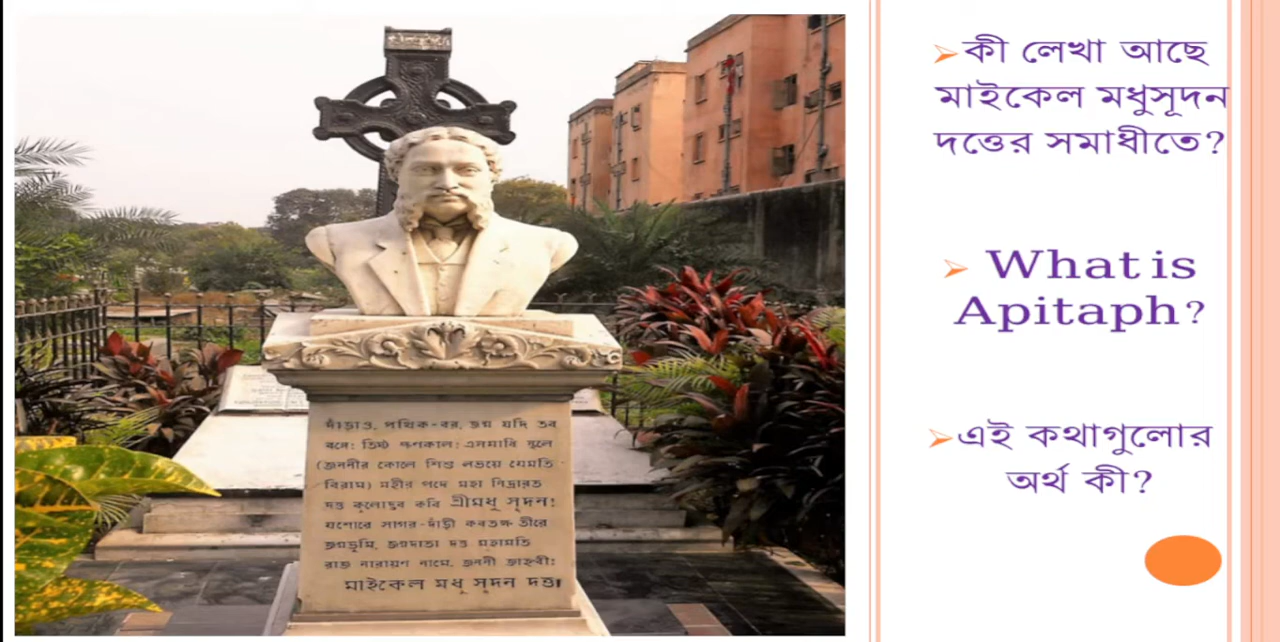 দাঁড়াও, পথিক-বর, জন্ম যদি তব
বঙ্গে! তিষ্ঠ ক্ষণকাল! এসমাধি স্থলে
(জননীর কোলে শিশু লভয়ে যেমতি
বিরাম) মহীর পদে মহা নিদ্রাবৃত
দত্ত কুলোদ্ভব কবি শ্রীমধুসূদন!
যশোরে সাগরদাঁড়ী কবতক্ষ তীরে
জন্মভূমি, জন্মদাতা দত্ত মহামতি
রাজ নারায়ণ নামে, জননী জাহ্নবী!
মাইকেল মধুসূদন দত্ত
➢কী লেখা আছে
মাইকেল মধুসূদন
দত্তের সমাধীতে?
➢ What is
Apitaph?
➢এই কথাগুলোর
অর্থ কী?